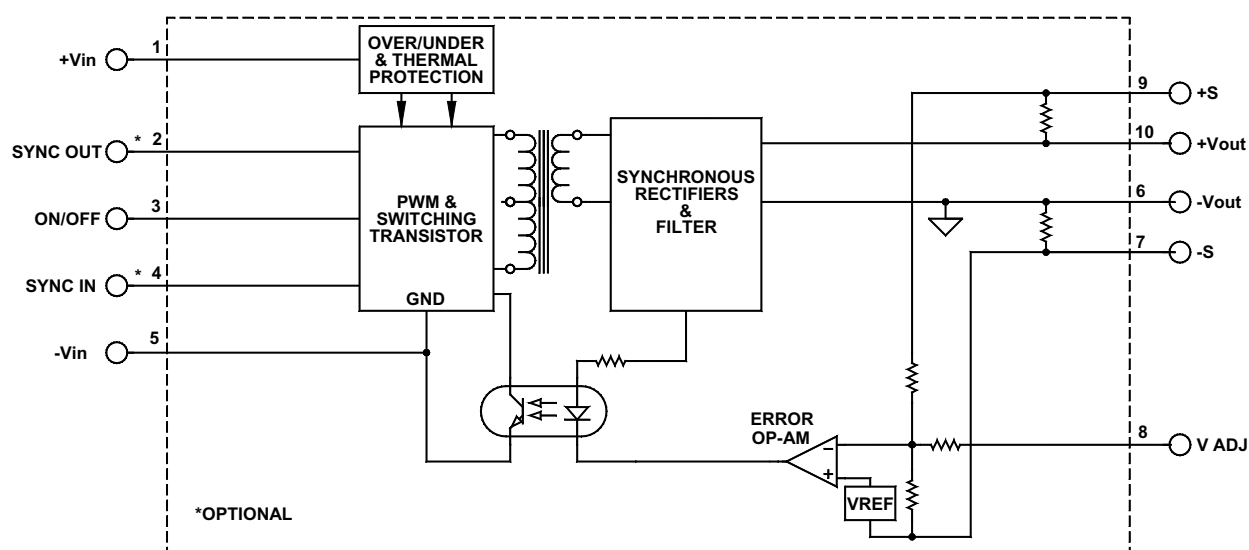 +Vin
1
SYNC OUT
* 2
ON/OFF
3
SYNC IN
* 4
-Vin
5
OVER/UNDER
& THERMAL
PROTECTION
PWM &
SWITCHING
TRANSISTOR
GND
SYNCHRONOUS
RECTIFIERS
&
FILTER
9
+S
10
+Vout
6
-Vout
7
-S
ERROR
OP-AM
−
+
VREF
8
V ADJ
*OPTIONAL